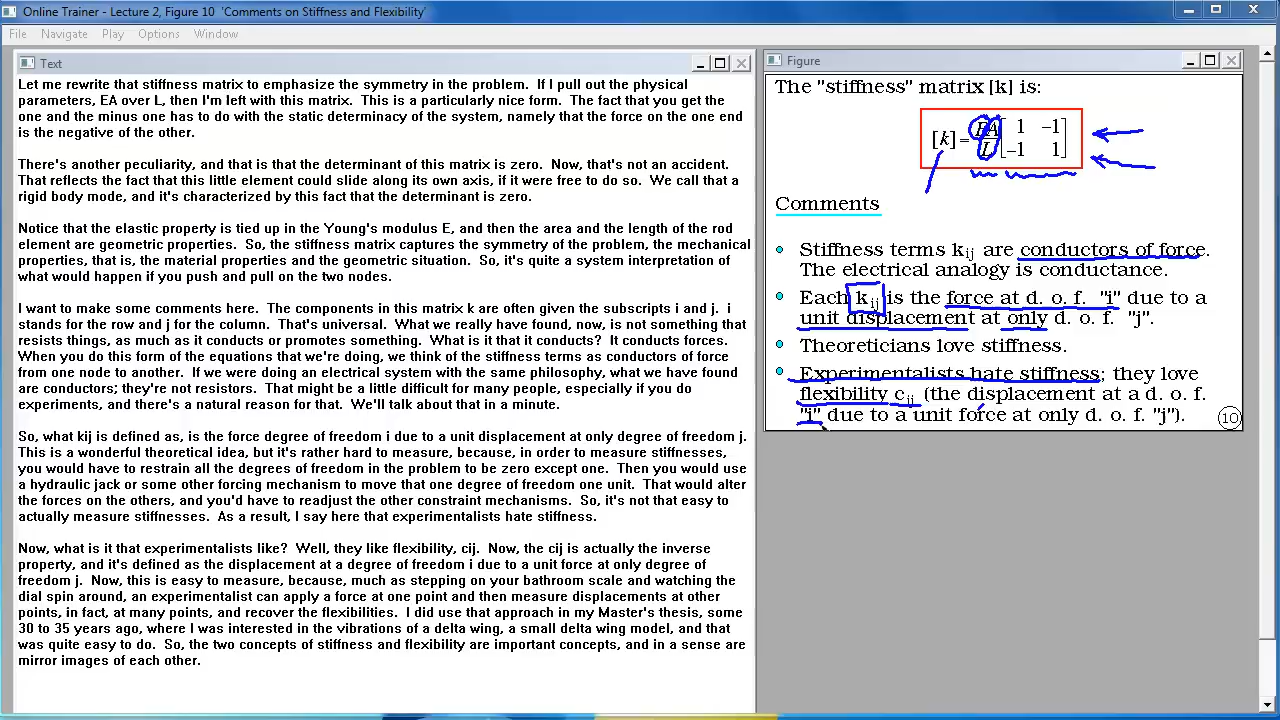 Online Trainer - Lecture 2, Figure 10 'Comments on Stiffness and Flexibility'
File Navigate Play Options Window
Text
Let me rewrite that stiffness matrix to emphasize the symmetry in the problem. If I pull out the physical
parameters, EA over L, then I'm left with this matrix. This is a particularly nice form. The fact that you get the
one and the minus one has to do with the static determinacy of the system, namely that the force on the one end
is the negative of the other.
There's another peculiarity, and that is that the determinant of this matrix is zero. Now, that's not an accident.
That reflects the fact that this little element could slide along its own axis, if it were free to do so. We call that a
rigid body mode, and it's characterized by this fact that the determinant is zero.
Notice that the elastic property is tied up in the Young's modulus E, and then the area and the length of the rod
element are geometric properties. So, the stiffness matrix captures the symmetry of the problem, the mechanical
properties, that is, the material properties and the geometric situation. So, it's quite a system interpretation of
what would happen if you push and pull on the two nodes.
I want to make some comments here. The components in this matrix k are often given the subscripts i and j. i
stands for the row and j for the column. That's universal. What we really have found, now, is not something that
resists things, as much as it conducts or promotes something. What is it that it conducts? It conducts forces.
When you do this form of the equations that we're doing, we think of the stiffness terms as conductors of force
from one node to another. If we were doing an electrical system with the same philosophy, what we have found
are conductors; they're not resistors. That might be a little difficult for many people, especially if you do
experiments, and there's a natural reason for that. We'll talk about that in a minute.
So, what kij is defined as, is the force degree of freedom i due to a unit displacement at only degree of freedom j.
This is a wonderful theoretical idea, but it's rather hard to measure, because, in order to measure stiffnesses,
you would have to restrain all the degrees of freedom in the problem to be zero except one. Then you would use
a hydraulic jack or some other forcing mechanism to move that one degree of freedom one unit. That would alter
the forces on the others, and you'd have to readjust the other constraint mechanisms. So, it's not that easy to
actually measure stiffnesses. As a result, I say here that experimentalists hate stiffness.
Now, what is it that experimentalists like? Well, they like flexibility, cij. Now, the cij is actually the inverse
property, and it's defined as the displacement at a degree of freedom i due to a unit force at only degree of
freedom j. Now, this is easy to measure, because, much as stepping on your bathroom scale and watching the
dial spin around, an experimentalist can apply a force at one point and then measure displacements at other
points, in fact, at many points, and recover the flexibilities. I did use that approach in my Master's thesis, some
30 to 35 years ago, where I was interested in the vibrations of a delta wing, a small delta wing model, and that
was quite easy to do. So, the two concepts of stiffness and flexibility are important concepts, and in a sense are
mirror images of each other.
Figure
The "stiffness" matrix [k] is:
[k] = EA/L [1 −1
−1 1]
Comments
• Stiffness terms kij are conductors of force.
The electrical analogy is conductance.
• Each kij is the force at d. o. f. "i" due to a
unit displacement at only d. o. f. "j".
• Theoreticians love stiffness.
• Experimentalists hate stiffness; they love
flexibility cij (the displacement at a d. o. f.
"i" due to a unit force at only d. o. f. "j").
10